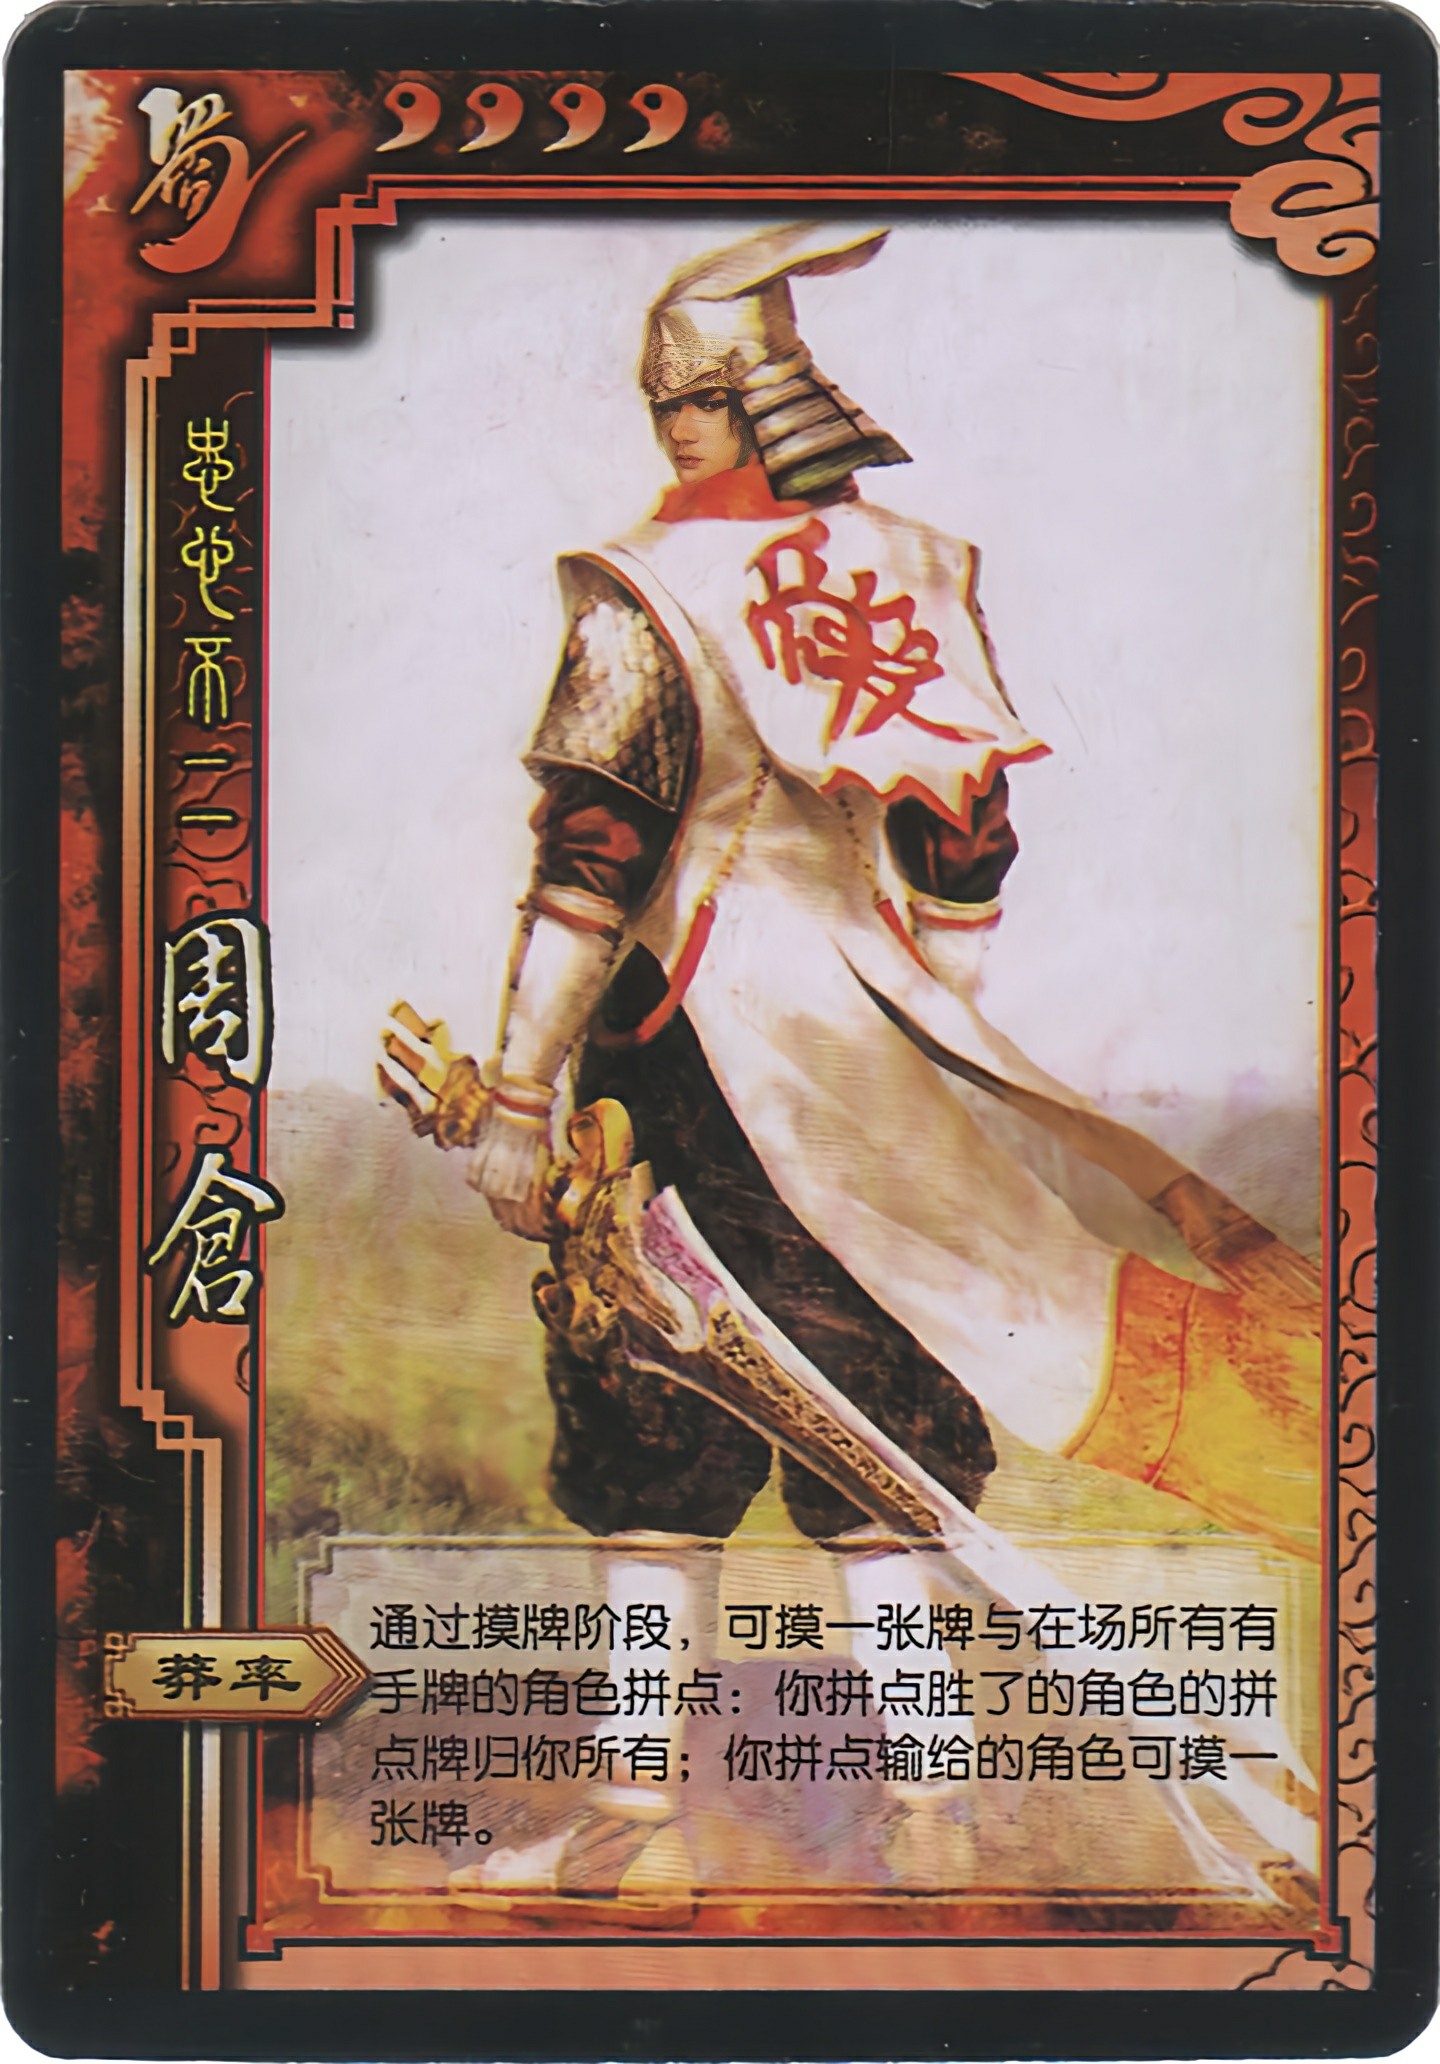 蜀
忠心不二
周倉
莽率
通过摸牌阶段，可摸一张牌与在场所有有
手牌的角色拼点：你拼点胜了的角色的拼
点牌归你所有；你拼点输给的角色可摸一
张牌。